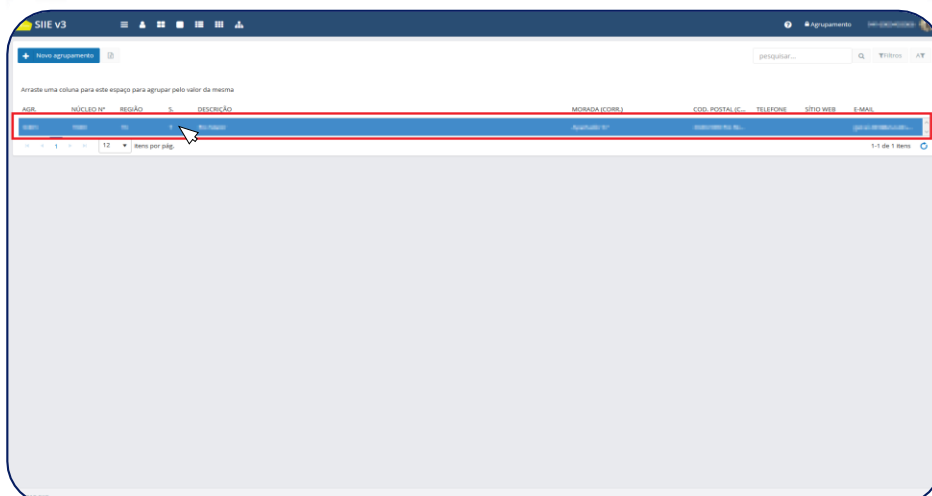 SIIE v3 Agrupamento
Novo agrupamento pesquisar... Filtros
Arraste uma coluna para este espaço para agrupar pelo valor da mesma
AGR. NÚCLEO Nº REGIÃO S. DESCRIÇÃO MORADA (CORR.) COD. POSTAL (C... TELEFONE SÍTIO WEB E-MAIL
1 12 itens por pág. 1-1 de 1 itens